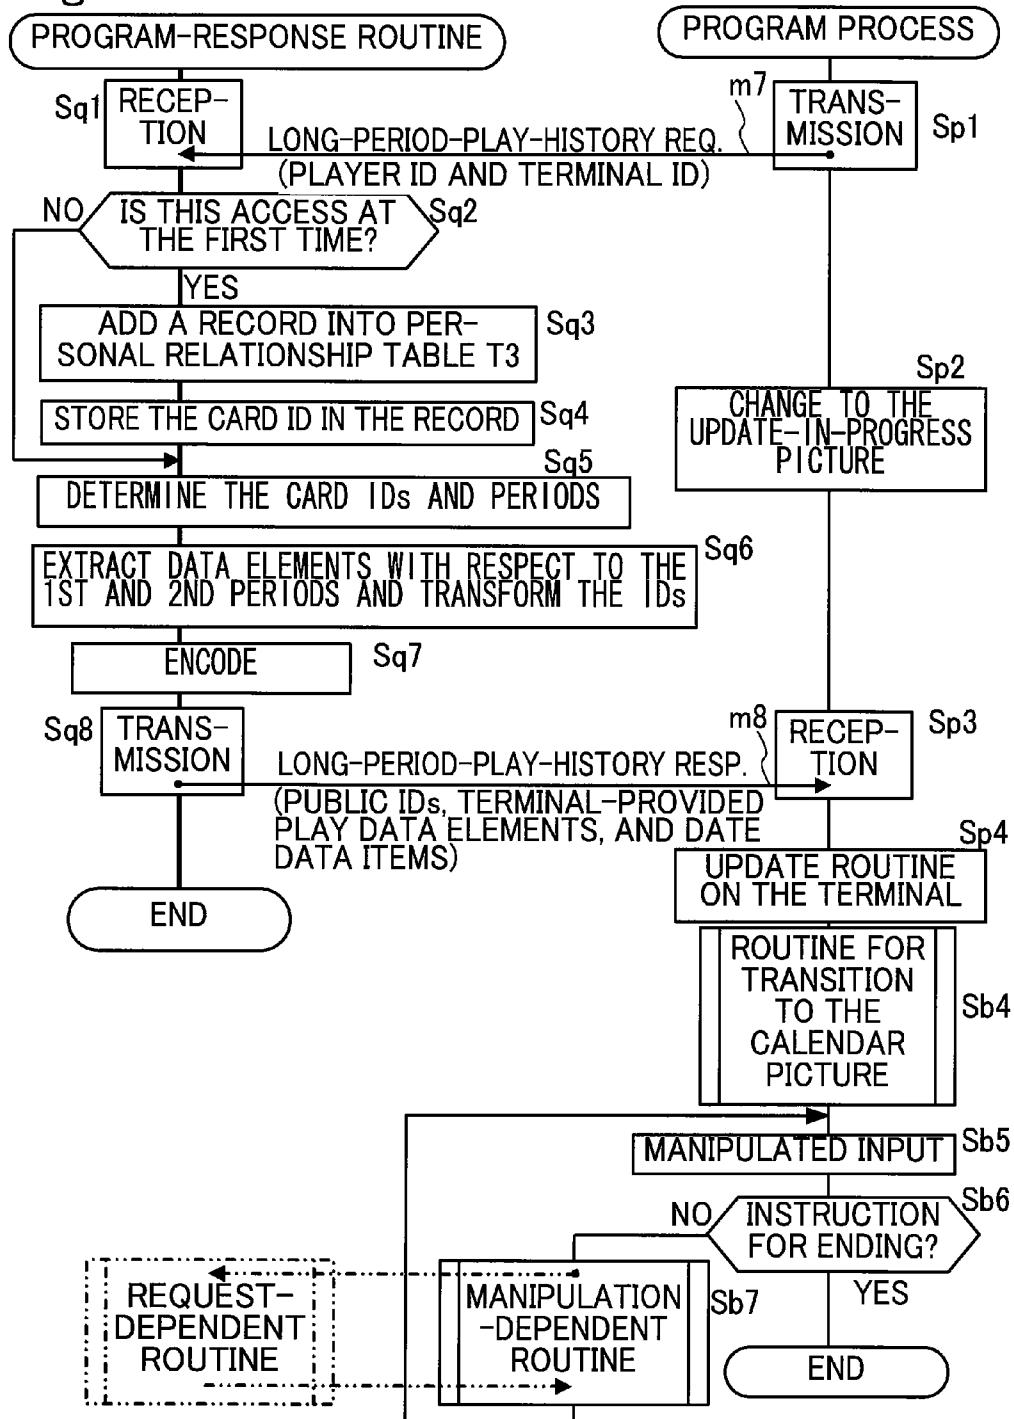 PROGRAM-RESPONSE ROUTINE
PROGRAM PROCESS
Sq1
RECEP-
TION
m7
TRANS-
MISSION
Sp1
LONG-PERIOD-PLAY-HISTORY REQ.
(PLAYER ID AND TERMINAL ID)
NO
IS THIS ACCESS AT
THE FIRST TIME?
Sq2
YES
ADD A RECORD INTO PER-
SONAL RELATIONSHIP TABLE T3
Sq3
Sp2
CHANGE TO THE
UPDATE-IN-PROGRESS
PICTURE
STORE THE CARD ID IN THE RECORD
Sq4
Sq5
DETERMINE THE CARD IDs AND PERIODS
EXTRACT DATA ELEMENTS WITH RESPECT TO THE
1ST AND 2ND PERIODS AND TRANSFORM THE IDs
Sq6
ENCODE
Sq7
Sq8
TRANS-
MISSION
m8
RECEP-
TION
Sp3
LONG-PERIOD-PLAY-HISTORY RESP.
(PUBLIC IDs, TERMINAL-PROVIDED
PLAY DATA ELEMENTS, AND DATE
DATA ITEMS)
Sp4
UPDATE ROUTINE
ON THE TERMINAL
END
ROUTINE FOR
TRANSITION
TO THE
CALENDAR
PICTURE
Sb4
MANIPULATED INPUT
Sb5
NO
INSTRUCTION
FOR ENDING?
Sb6
YES
REQUEST-
DEPENDENT
ROUTINE
MANIPULATION
-DEPENDENT
ROUTINE
Sb7
END